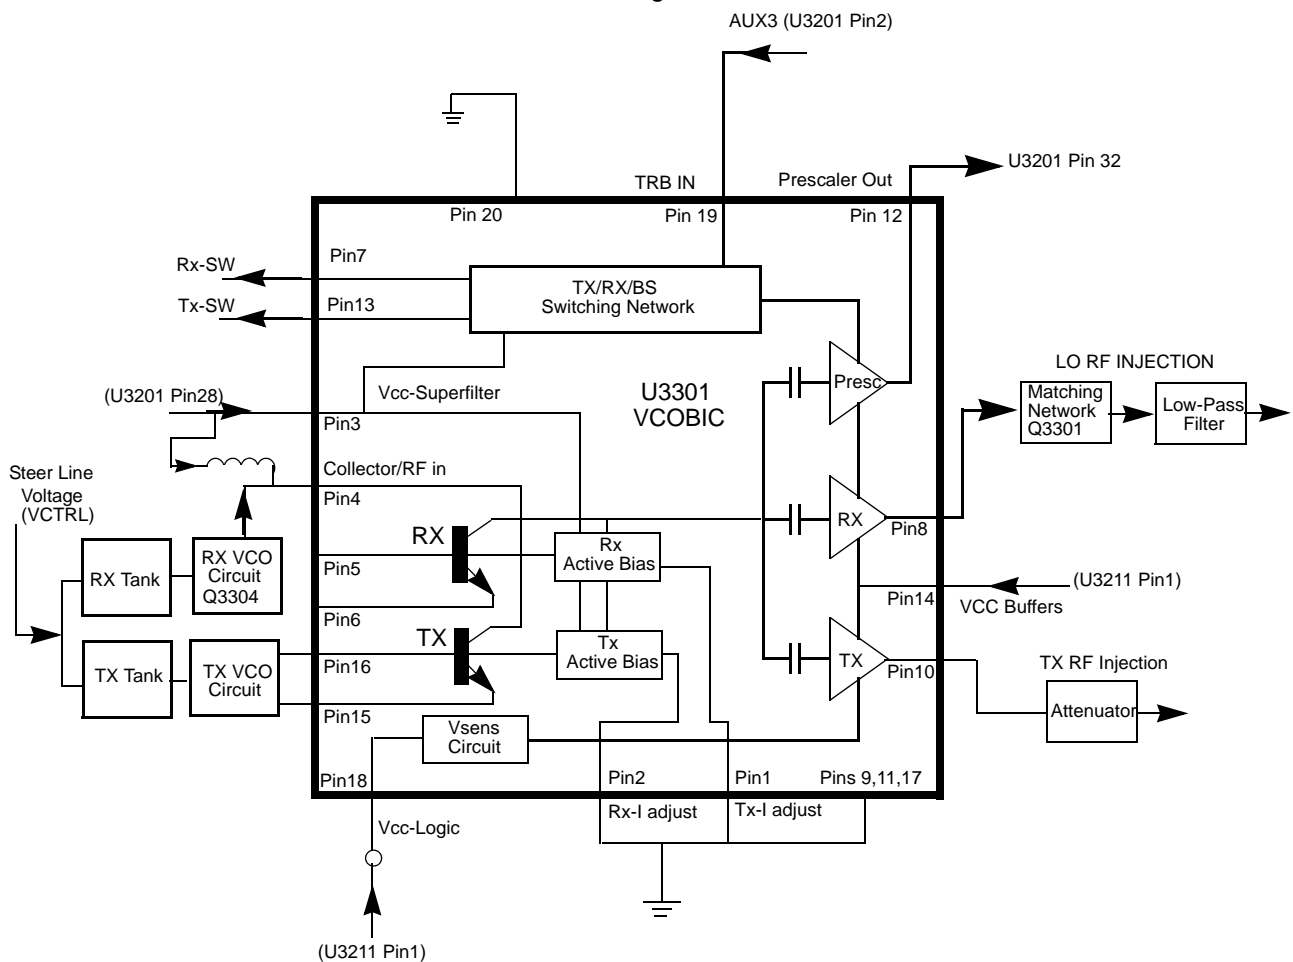 AUX3 (U3201 Pin2)
U3201 Pin 32
TRB IN
Prescaler Out
Pin 20
Pin 19
Pin 12
Rx-SW
Pin7
TX/RX/BS
Switching Network
Tx-SW
Pin13
Presc
U3301
VCOBIC
LO RF INJECTION
Matching
Network
Q3301
Low-Pass
Filter
(U3201 Pin28)
Vcc-Superfilter
Pin3
Collector/RF in
Pin4
Steer Line
Voltage
(VCTRL)
RX
RX
Pin8
Rx
Active Bias
RX Tank
RX VCO
Circuit
Q3304
Pin5
Pin6
(U3211 Pin1)
Pin14
VCC Buffers
TX
Tx
Active Bias
TX
Pin10
TX RF Injection
Attenuator
TX Tank
TX VCO
Circuit
Pin16
Pin15
Vsens
Circuit
Pin18
Pin2
Pin1
Pins 9,11,17
Rx-I adjust
Tx-I adjust
Vcc-Logic
(U3211 Pin1)